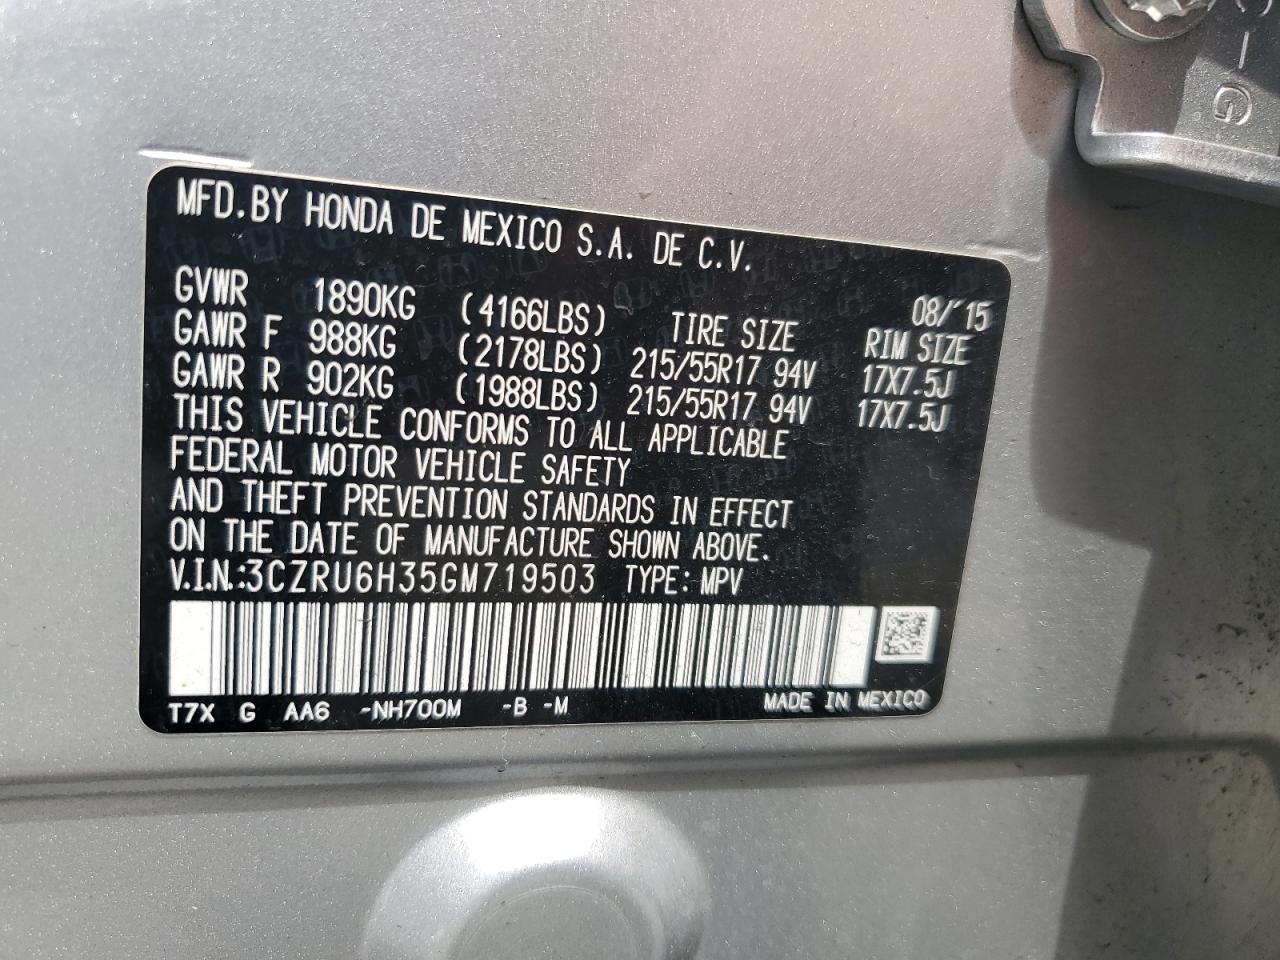 MFD.BY HONDA DE MEXICO S.A. DE C.V.
08/'15
GVWR 1890KG (4166LBS) TIRE SIZE RIM SIZE
GAWR F 988KG (2178LBS) 215/55R17 94V 17X7.5J
GAWR R 902KG (1988LBS) 215/55R17 94V 17X7.5J
THIS VEHICLE CONFORMS TO ALL APPLICABLE
FEDERAL MOTOR VEHICLE SAFETY
AND THEFT PREVENTION STANDARDS IN EFFECT
ON THE DATE OF MANUFACTURE SHOWN ABOVE.
V.I.N.:3CZRU6H35GM719503 TYPE: MPV
T7X G AA6 -NH700M -B -M MADE IN MEXICO